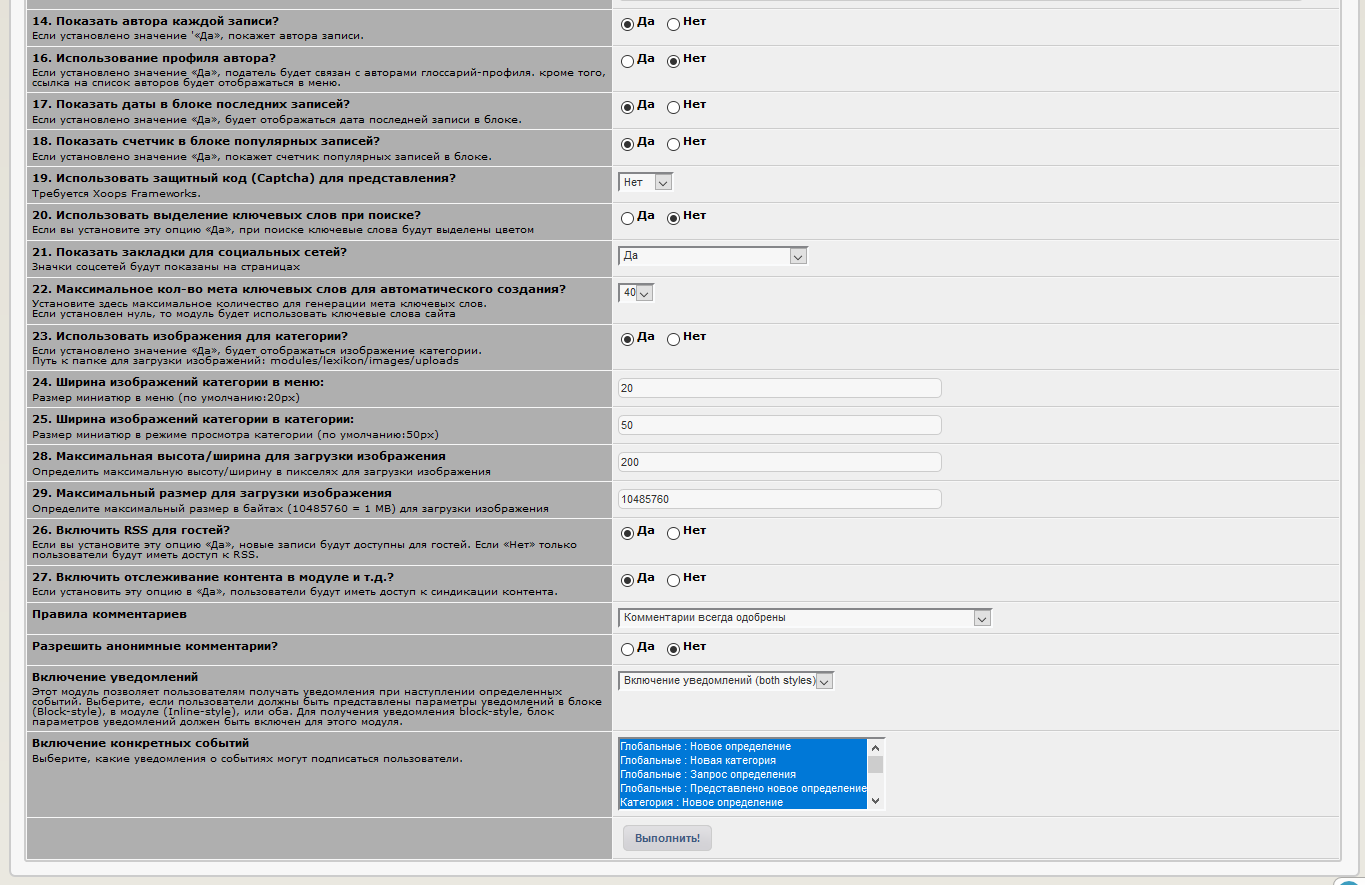 14. Показать автора каждой записи?
Да Нет
Если установлено значение '«Да», покажет автора записи.
16. Использование профиля автора?
Да Нет
Если установлено значение «Да», податель будет связан с авторами глоссарий-профиля. кроме того,
ссылка на список авторов будет отображаться в меню.
17. Показать даты в блоке последних записей?
Да Нет
Если установлено значение «Да», будет отображаться дата последней записи в блоке.
18. Показать счетчик в блоке популярных записей?
Да Нет
Если установлено значение «Да», покажет счетчик популярных записей в блоке.
19. Использовать защитный код (Captcha) для представления?
Нет
Требуется Xoops Frameworks.
20. Использовать выделение ключевых слов при поиске?
Да Нет
Если вы установите эту опцию «Да», при поиске ключевые слова будут выделены цветом
21. Показать закладки для социальных сетей?
Да
Значки соцсетей будут показаны на страницах
22. Максимальное кол-во мета ключевых слов для автоматического создания?
40
Установите здесь максимальное количество для генерации мета ключевых слов.
Если установлен нуль, то модуль будет использовать ключевые слова сайта
23. Использовать изображения для категории?
Да Нет
Если установлено значение «Да», будет отображаться изображение категории.
Путь к папке для загрузки изображений: modules/lexikon/images/uploads
24. Ширина изображений категории в меню:
20
Размер миниатюр в меню (по умолчанию:20px)
25. Ширина изображений категории в категории:
50
Размер миниатюр в режиме просмотра категории (по умолчанию:50px)
28. Максимальная высота/ширина для загрузки изображения
200
Определить максимальную высоту/ширину в пикселях для загрузки изображения
29. Максимальный размер для загрузки изображения
10485760
Определите максимальный размер в байтах (10485760 = 1 MB) для загрузки изображения
26. Включить RSS для гостей?
Да Нет
Если вы установите эту опцию «Да», новые записи будут доступны для гостей. Если «Нет» только
пользователи будут иметь доступ к RSS.
27. Включить отслеживание контента в модуле и т.д.?
Да Нет
Если установить эту опцию в «Да», пользователи будут иметь доступ к синдикации контента.
Правила комментариев
Комментарии всегда одобрены
Разрешить анонимные комментарии?
Да Нет
Включение уведомлений
Включение уведомлений (both styles)
Этот модуль позволяет пользователям получать уведомления при наступлении определенных
событий. Выберите, если пользователи должны быть представлены параметры уведомлений в блоке
(Block-style), в модуле (Inline-style), или оба. Для получения уведомления block-style, блок
параметров уведомлений должен быть включен для этого модуля.
Включение конкретных событий
Выберите, какие уведомления о событиях могут подписаться пользователи.
Глобальные : Новое определение
Глобальные : Новая категория
Глобальные : Запрос определения
Глобальные : Представлено новое определение
Категория : Новое определение
Выполнить!